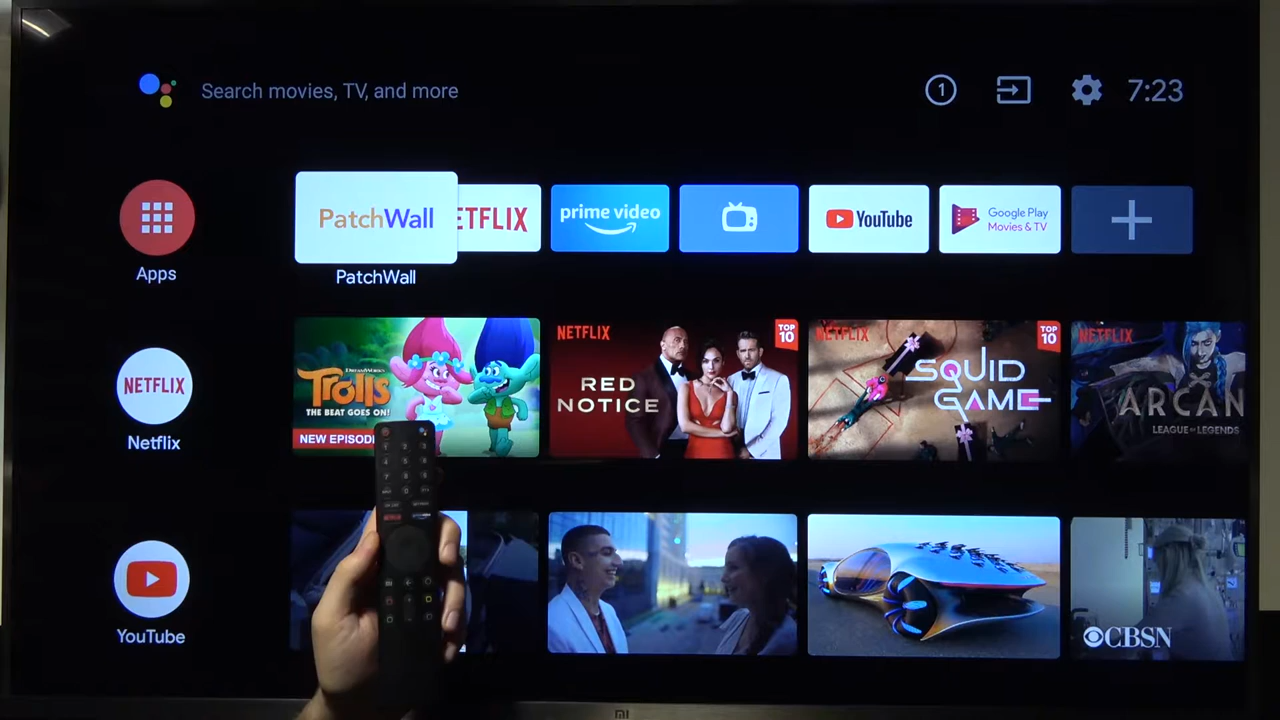 Search movies, TV, and more
1
7:23
Apps
PatchWall
ETFLIX
prime video
YouTube
Google Play
Movies & TV
PatchWall
NETFLIX
Netflix
DREAMWORKS
TROLLS
THE BEAT GOES ON!
NEW EPISOD
NETFLIX
TOP
10
RED
NOTICE
NETFLIX
TOP
10
SQUID
GAME
NETFLIX
ARCAN
LEAGUE OF LEGENDS
YouTube
CBSN
mi